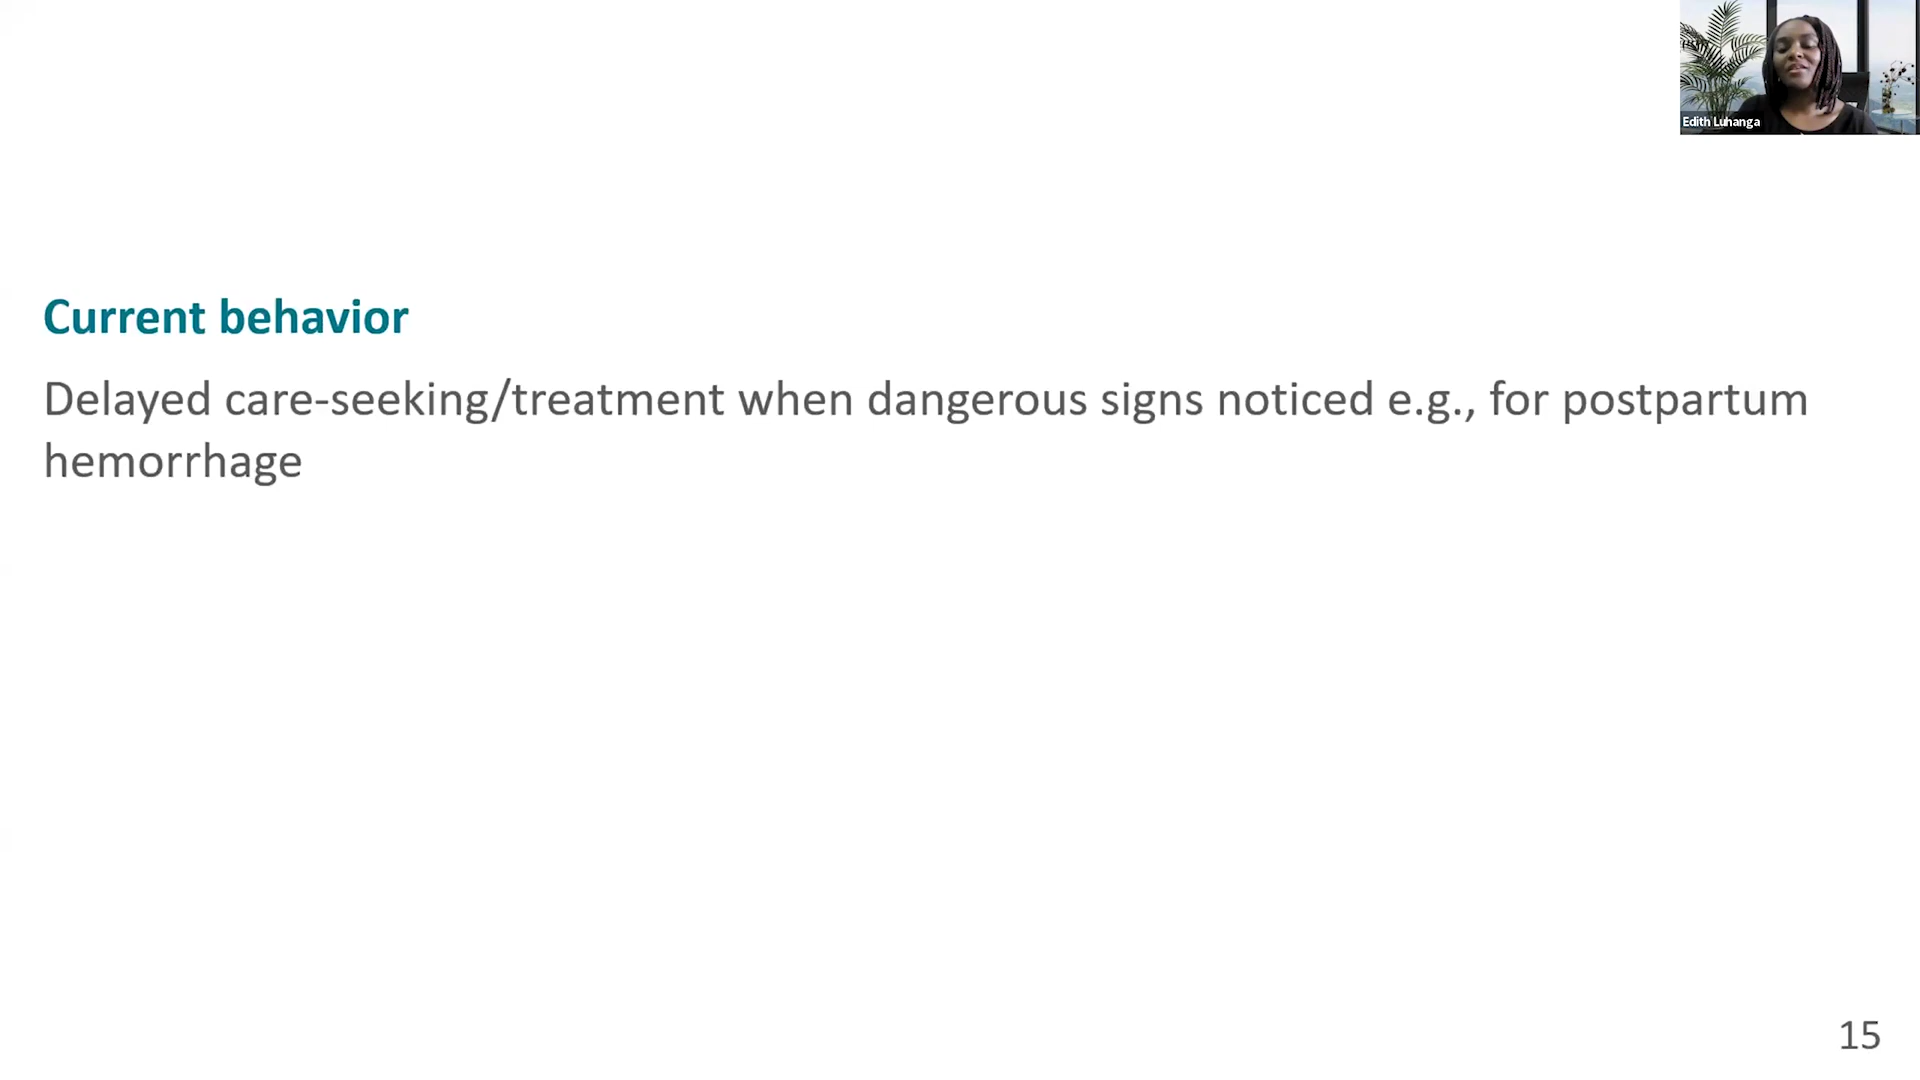 Edith Luhanga
Current behavior
Delayed care-seeking/treatment when dangerous signs noticed e.g., for postpartum
hemorrhage
15